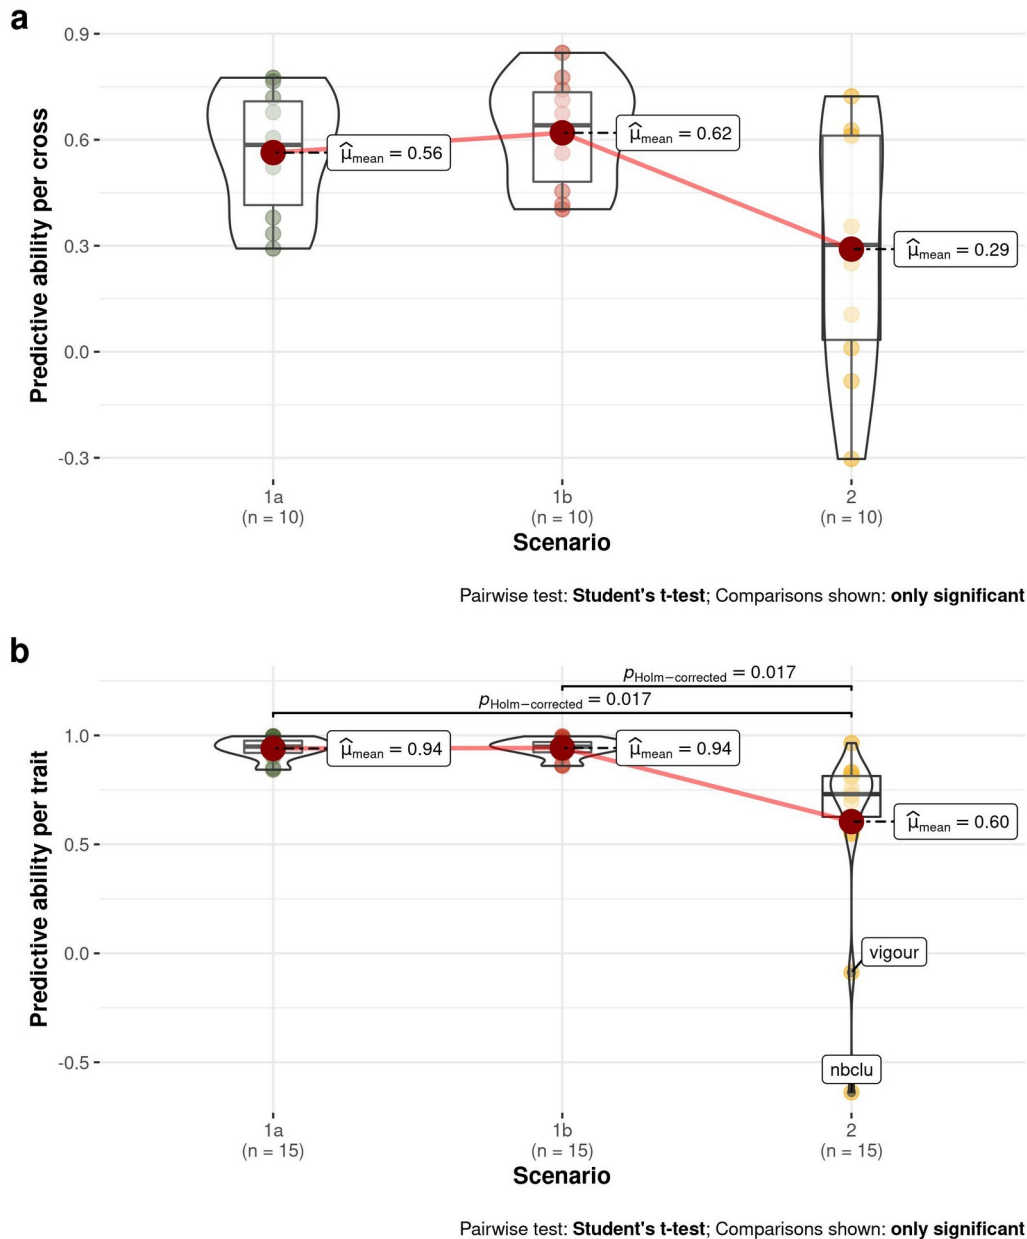 a
Predictive ability per cross
0.9
0.6
0.3
0.0
-0.3
μ̂mean = 0.56
μ̂mean = 0.62
μ̂mean = 0.29
1a
(n = 10)
1b
(n = 10)
2
(n = 10)
Scenario
Pairwise test: Student's t-test; Comparisons shown: only significant
b
Predictive ability per trait
1.0
0.5
0.0
-0.5
pHolm−corrected = 0.017
pHolm−corrected = 0.017
μ̂mean = 0.94
μ̂mean = 0.94
μ̂mean = 0.60
vigour
nbclu
1a
(n = 15)
1b
(n = 15)
2
(n = 15)
Scenario
Pairwise test: Student's t-test; Comparisons shown: only significant